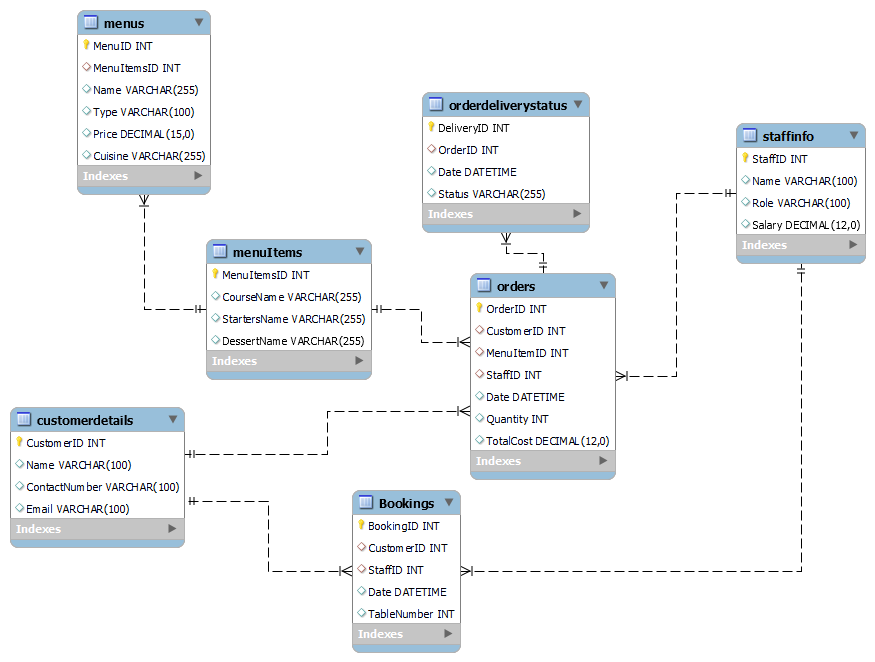 menus
MenuID INT
MenuItemsID INT
Name VARCHAR(255)
Type VARCHAR(100)
Price DECIMAL(15,0)
Cuisine VARCHAR(255)
Indexes
orderdeliverystatus
DeliveryID INT
OrderID INT
Date DATETIME
Status VARCHAR(255)
Indexes
staffinfo
StaffID INT
Name VARCHAR(100)
Role VARCHAR(100)
Salary DECIMAL(12,0)
Indexes
menuItems
MenuItemsID INT
CourseName VARCHAR(255)
StartersName VARCHAR(255)
DessertName VARCHAR(255)
Indexes
orders
OrderID INT
CustomerID INT
MenuItemID INT
StaffID INT
Date DATETIME
Quantity INT
TotalCost DECIMAL(12,0)
Indexes
customerdetails
CustomerID INT
Name VARCHAR(100)
ContactNumber VARCHAR(100)
Email VARCHAR(100)
Indexes
Bookings
BookingID INT
CustomerID INT
StaffID INT
Date DATETIME
TableNumber INT
Indexes